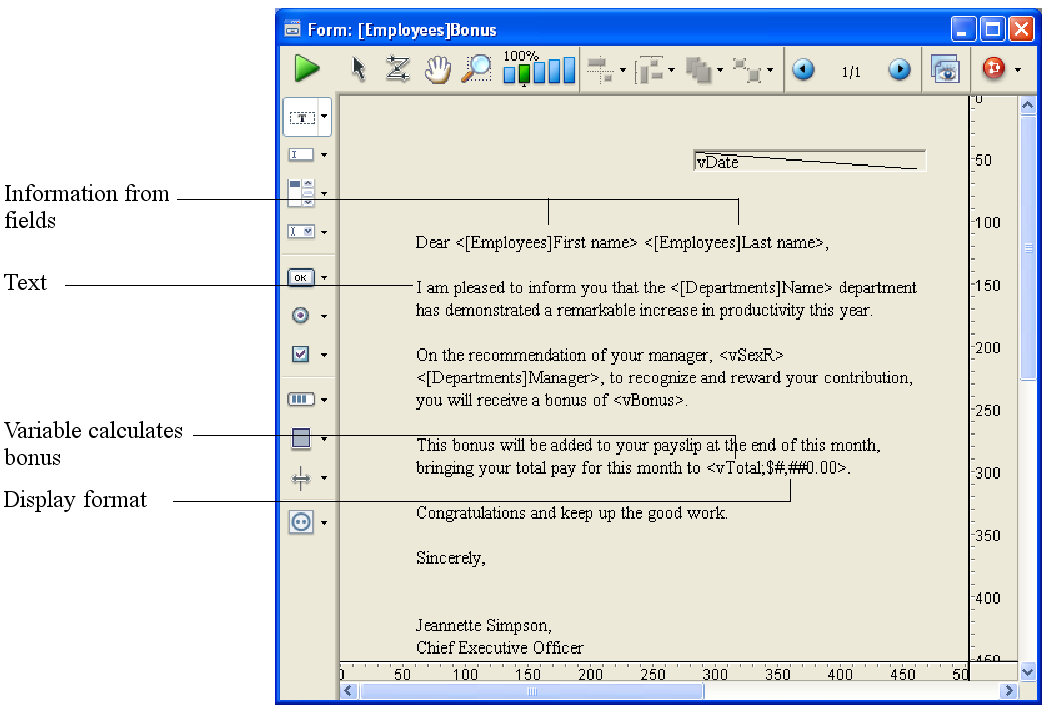 Form: [Employees]Bonus
100%
1/1
T
I
OK
0
50
100
150
200
250
300
350
400
450
vDate
Information from
fields
Dear <[Employees]First name> <[Employees]Last name>,
Text
I am pleased to inform you that the <[Departments]Name> department
has demonstrated a remarkable increase in productivity this year.
On the recommendation of your manager, <vSexR>
<[Departments]Manager>, to recognize and reward your contribution,
you will receive a bonus of <vBonus>.
Variable calculates
bonus
This bonus will be added to your payslip at the end of this month,
bringing your total pay for this month to <vTotal;$#,##0.00>.
Display format
Congratulations and keep up the good work.
Sincerely,
Jeannette Simpson,
Chief Executive Officer
0 50 100 150 200 250 300 350 400 450 50